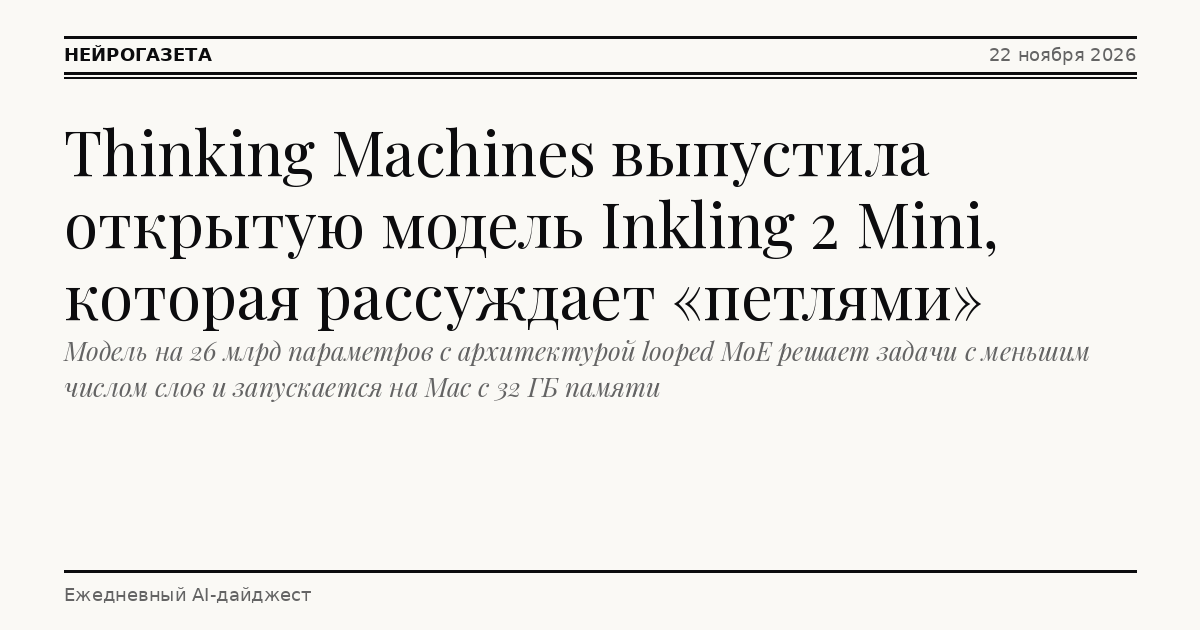 НЕЙРОГАЗЕТА
22 ноября 2026
Thinking Machines выпустила
открытую модель Inkling 2 Mini,
которая рассуждает «петлями»
Модель на 26 млрд параметров с архитектурой looped MoE решает задачи с меньшим
числом слов и запускается на Mac с 32 ГБ памяти
Ежедневный AI-дайджест